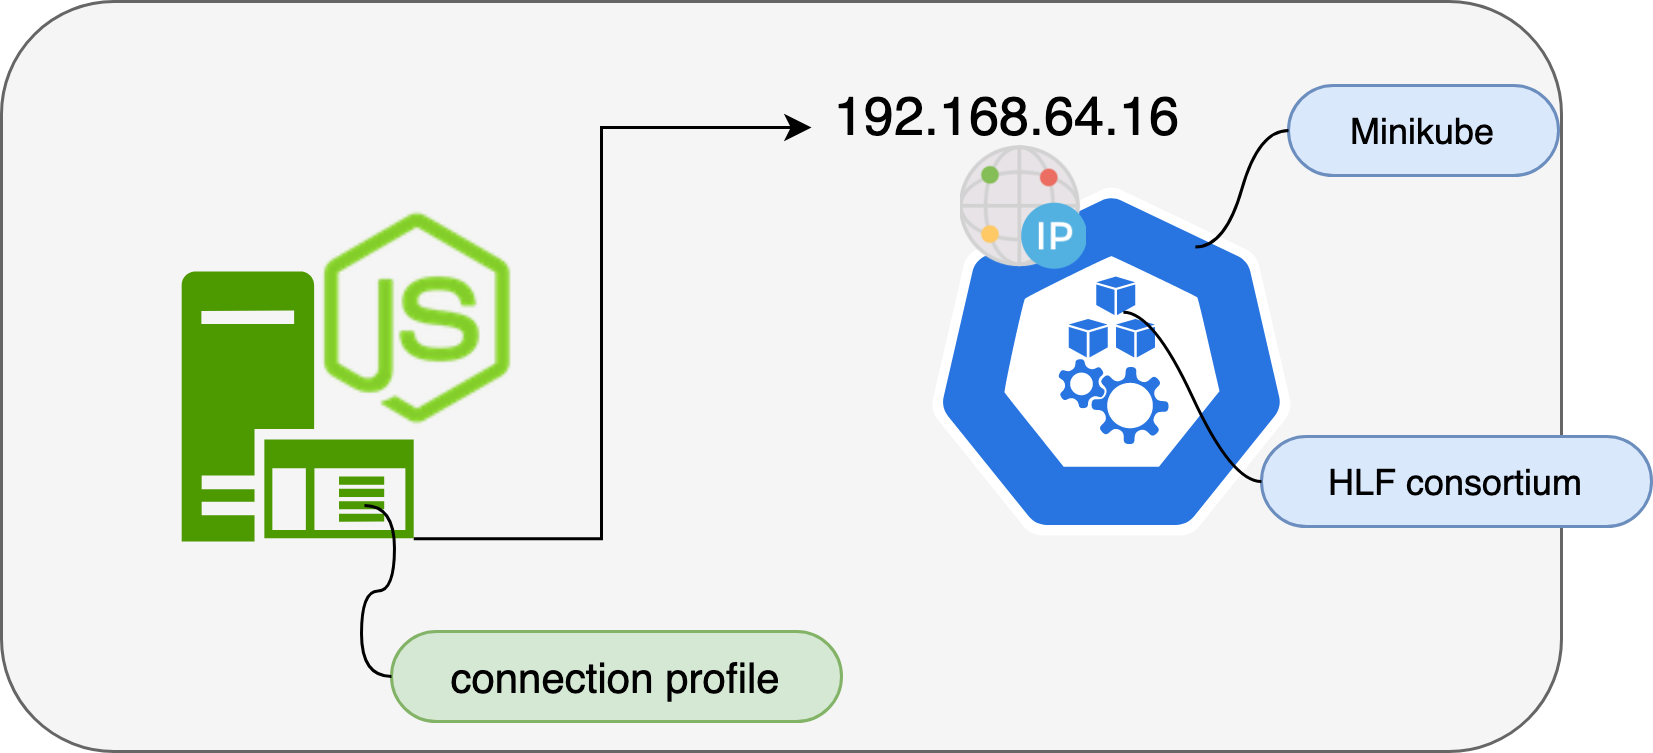 192.168.64.16
Minikube
IP
JS
HLF consortium
connection profile